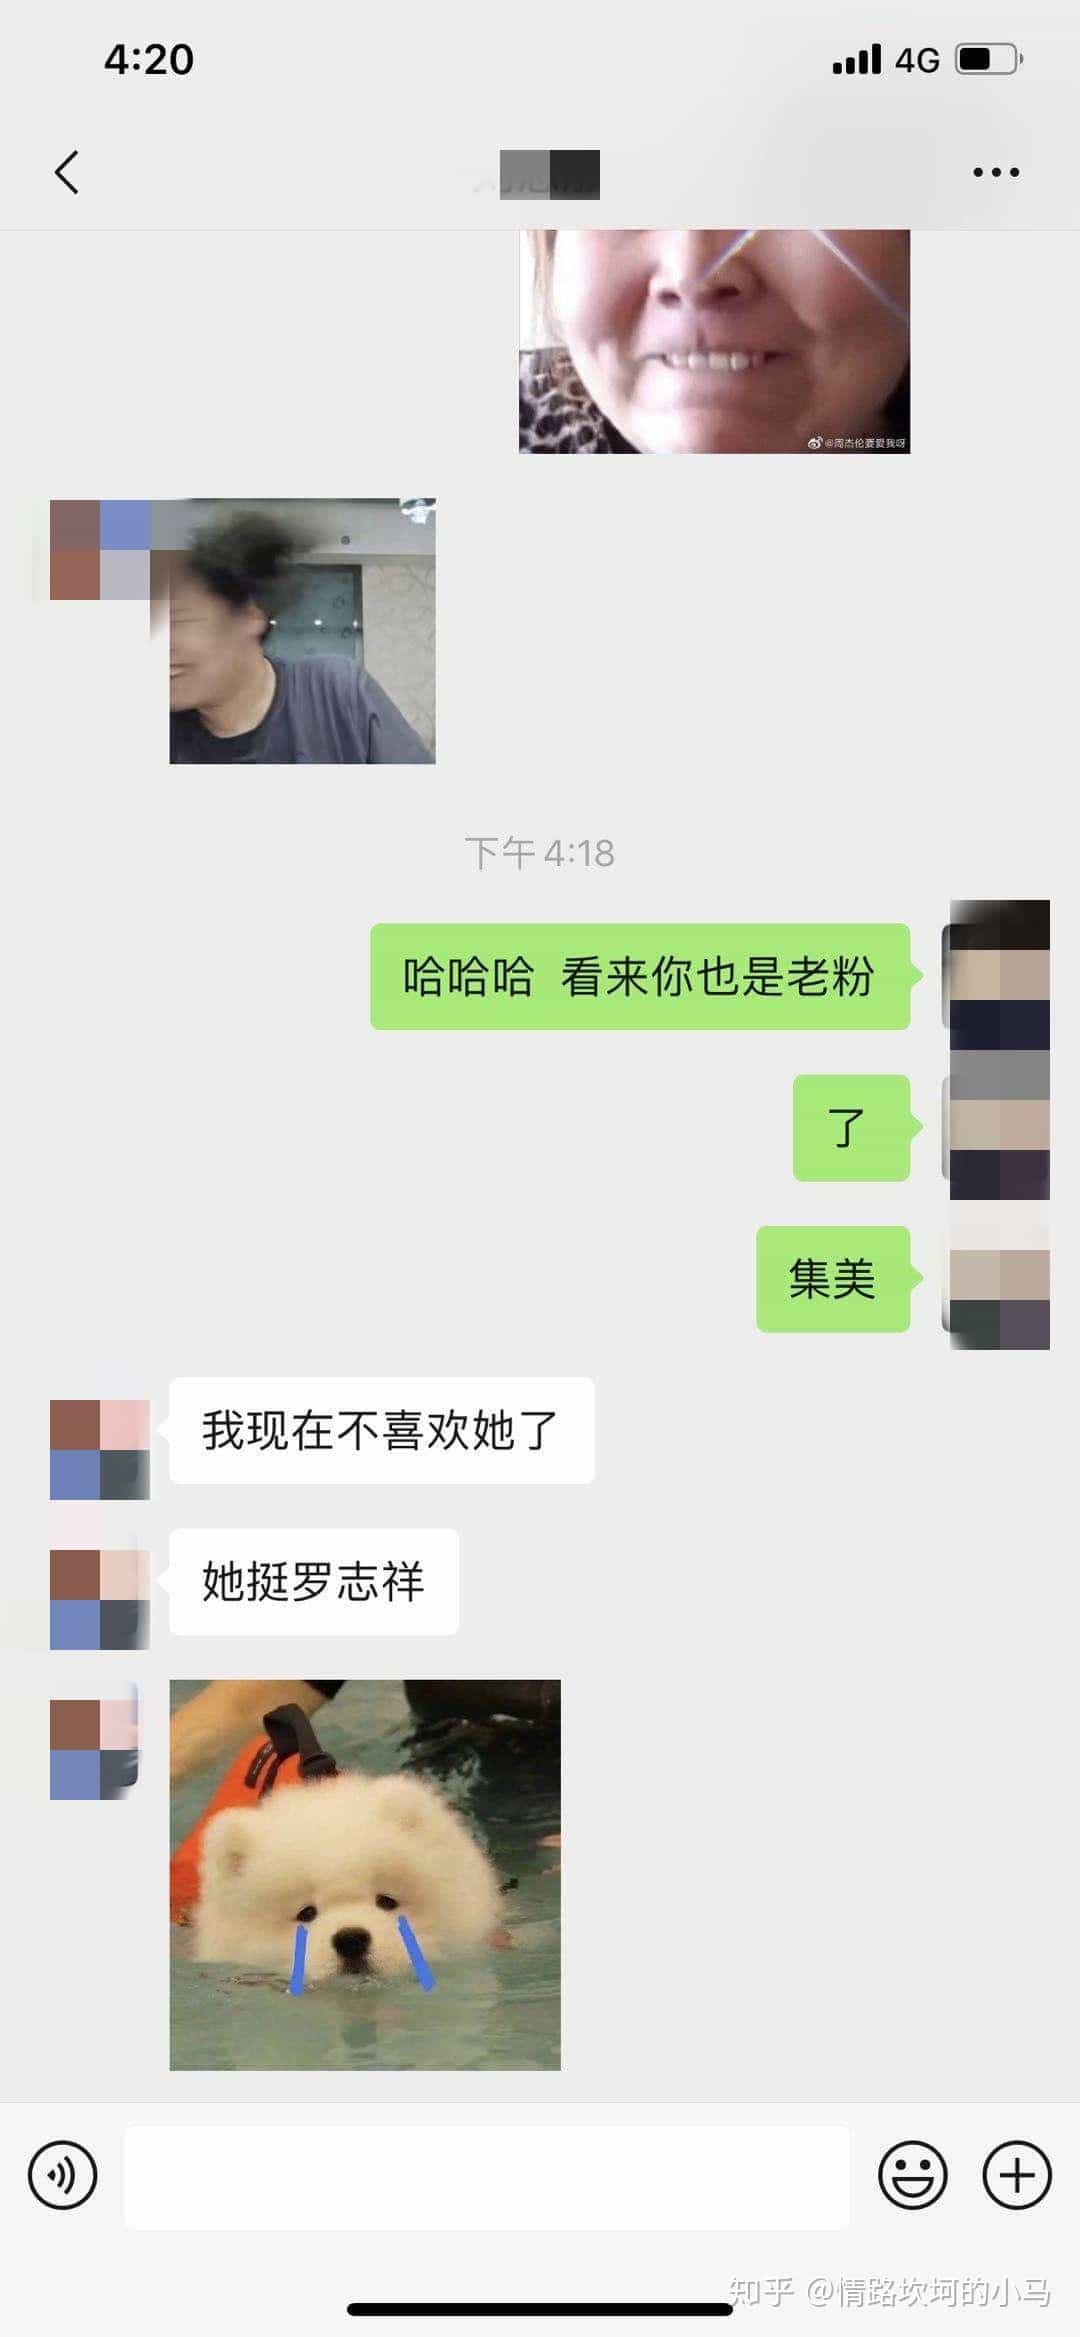 4:20
4G
@周杰伦要爱我呀
下午 4:18
哈哈哈 看来你也是老粉
了
集美
我现在不喜欢她了
她挺罗志祥
知乎 @情路坎坷的小马